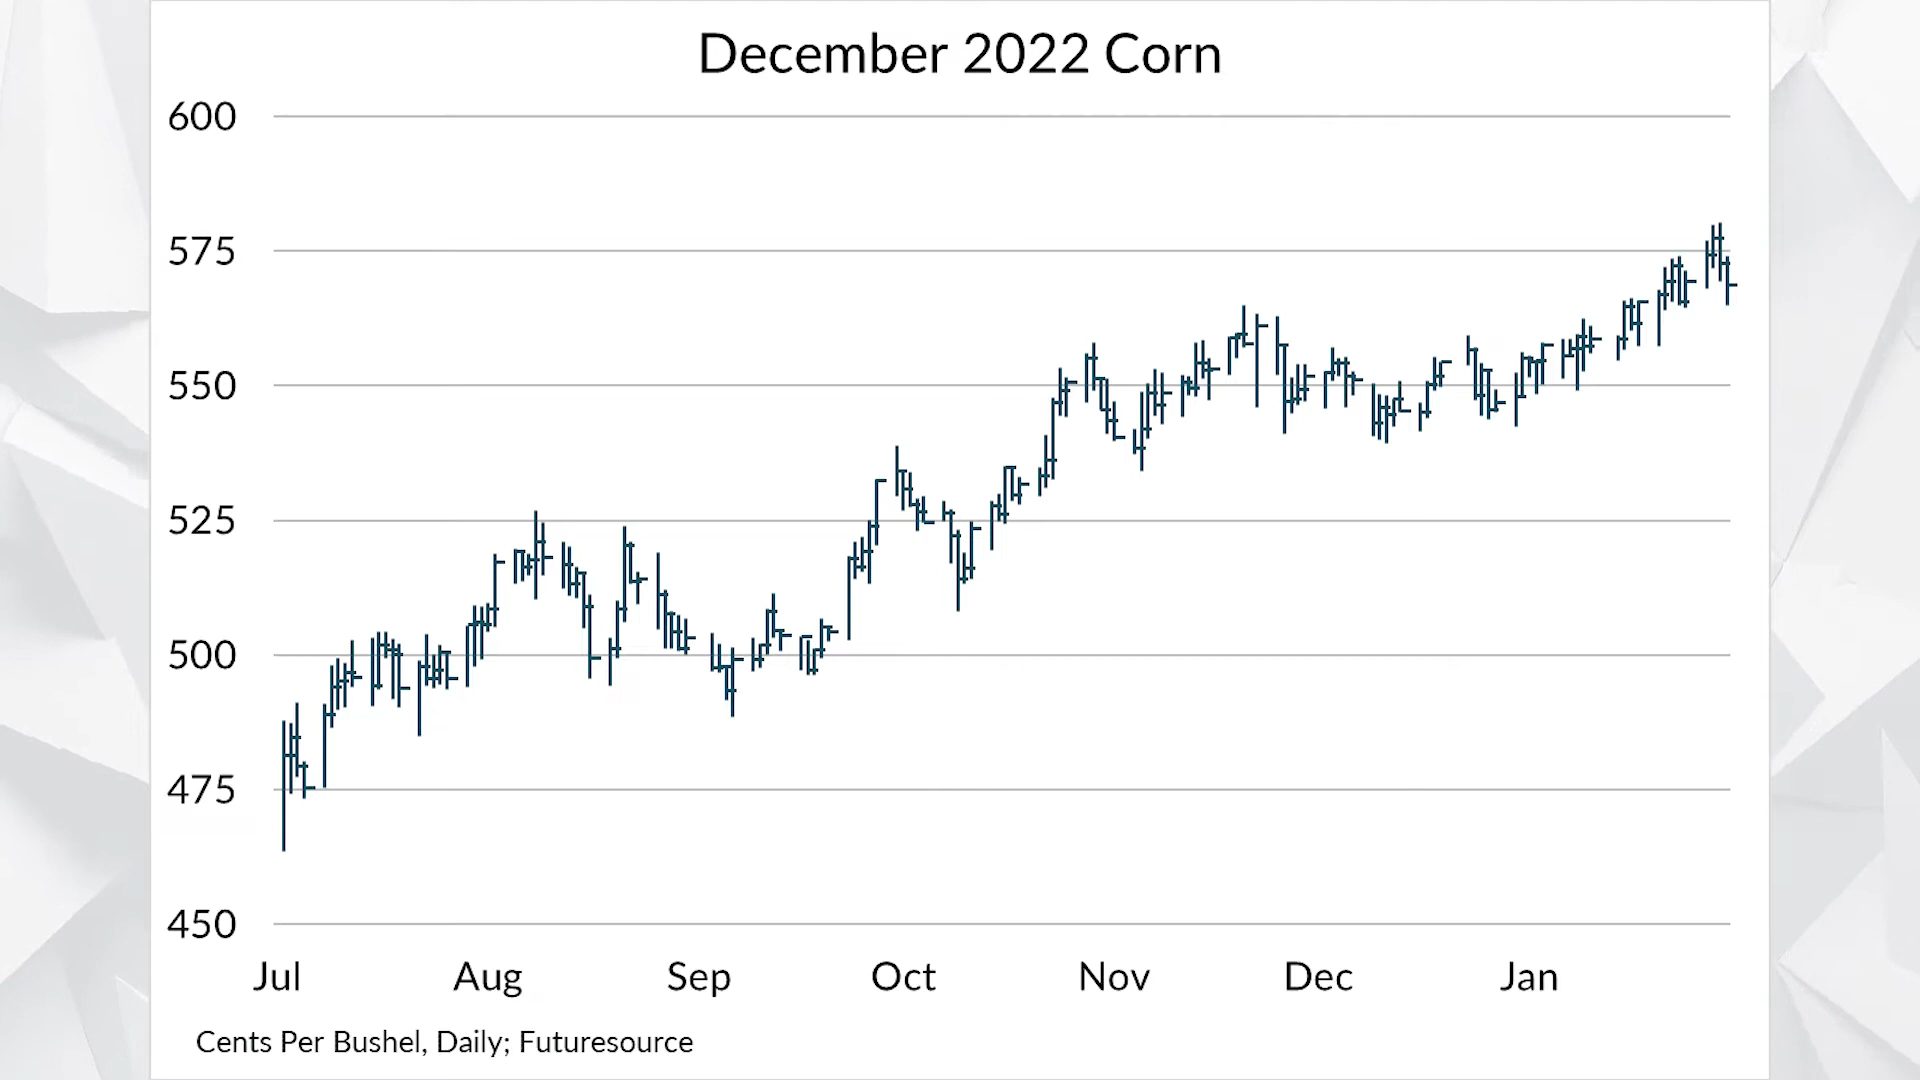 December 2022 Corn
600
575
550
525
500
475
450
Jul Aug Sep Oct Nov Dec Jan
Cents Per Bushel, Daily; Futuresource